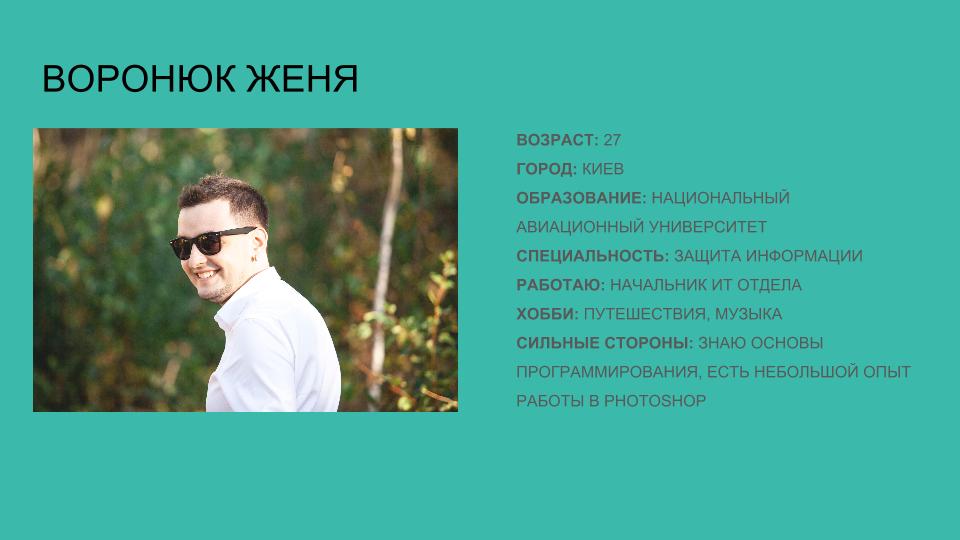 ВОРОНЮК ЖЕНЯ
ВОЗРАСТ: 27
ГОРОД: КИЕВ
ОБРАЗОВАНИЕ: НАЦИОНАЛЬНЫЙ
АВИАЦИОННЫЙ УНИВЕРСИТЕТ
СПЕЦИАЛЬНОСТЬ: ЗАЩИТА ИНФОРМАЦИИ
РАБОТАЮ: НАЧАЛЬНИК ИТ ОТДЕЛА
ХОББИ: ПУТЕШЕСТВИЯ, МУЗЫКА
СИЛЬНЫЕ СТОРОНЫ: ЗНАЮ ОСНОВЫ
ПРОГРАММИРОВАНИЯ, ЕСТЬ НЕБОЛЬШОЙ ОПЫТ
РАБОТЫ В PHOTOSHOP